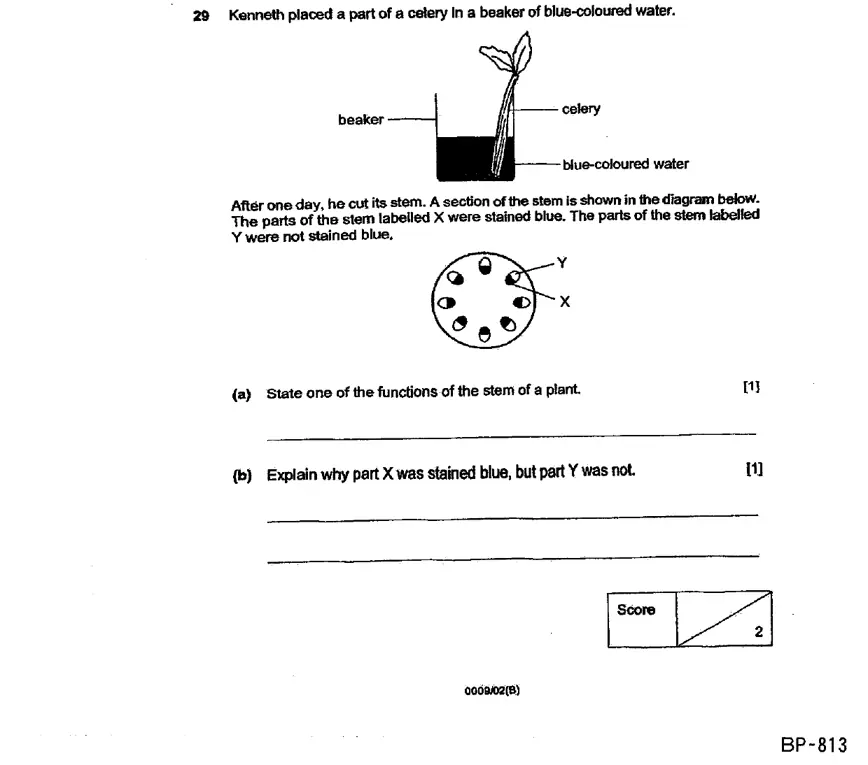 29 Kenneth placed a part of a celery in a beaker of blue-coloured water.
beaker
celery
blue-coloured water
After one day, he cut its stem. A section of the stem is shown in the diagram below.
The parts of the stem labelled X were stained blue. The parts of the stem labelled
Y were not stained blue.
Y
X
(a) State one of the functions of the stem of a plant. [1]
(b) Explain why part X was stained blue, but part Y was not. [1]
Score
2
0009/02(B)
BP-813